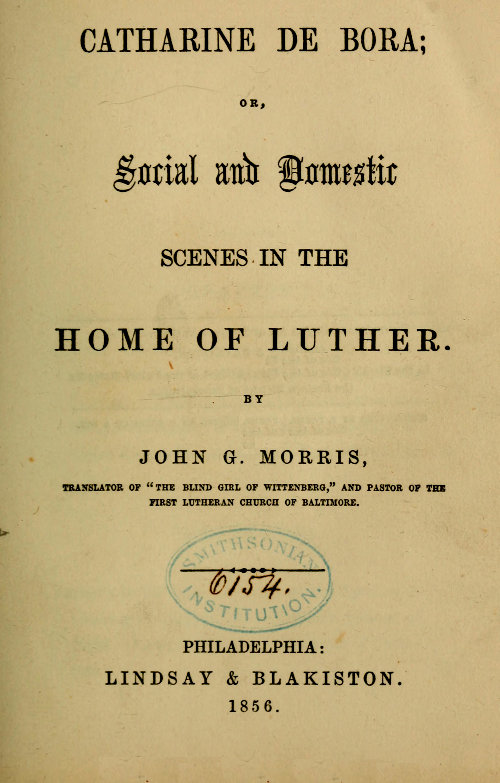 CATHARINE DE BORA;
OR,
Social and Domestic
SCENES IN THE
HOME OF LUTHER.
BY
JOHN G. MORRIS,
TRANSLATOR OF "THE BLIND GIRL OF WITTENBERG," AND PASTOR OF THE
FIRST LUTHERAN CHURCH OF BALTIMORE.
SMITHSONIAN
6154.
INSTITUTION.
PHILADELPHIA:
LINDSAY & BLAKISTON.
1856.